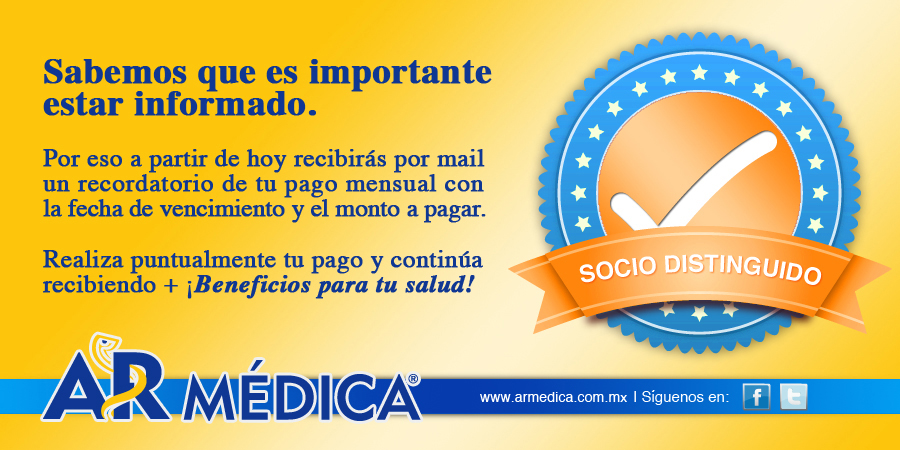 Sabemos que es importante
estar informado.
Por eso a partir de hoy recibirás por mail
un recordatorio de tu pago mensual con
la fecha de vencimiento y el monto a pagar.
Realiza puntualmente tu pago y continúa
recibiendo + ¡Beneficios para tu salud!
SOCIO DISTINGUIDO
AR MÉDICA®
www.armedica.com.mx | Síguenos en: f t